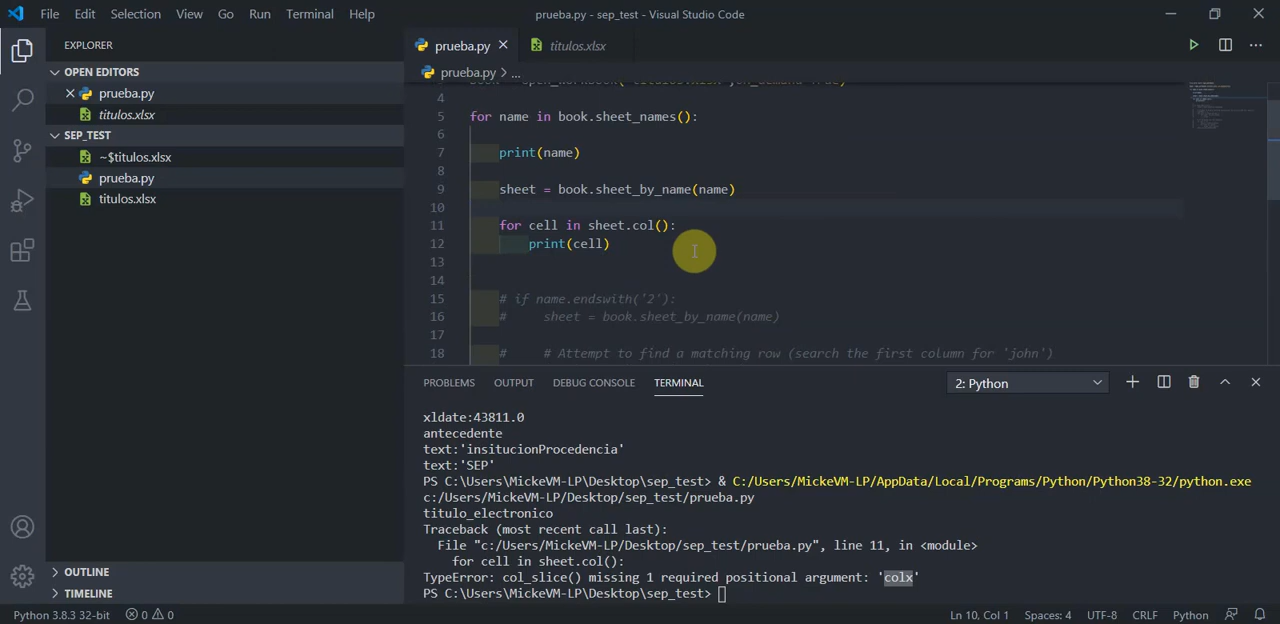 File Edit Selection View Go Run Terminal Help
prueba.py - sep_test - Visual Studio Code
EXPLORER
OPEN EDITORS
prueba.py
titulos.xlsx
SEP_TEST
~$titulos.xlsx
prueba.py
titulos.xlsx
OUTLINE
TIMELINE
prueba.py
titulos.xlsx
prueba.py > ...
4
5 for name in book.sheet_names():
6
7 print(name)
8
9 sheet = book.sheet_by_name(name)
10
11 for cell in sheet.col():
12 print(cell)
13
14
15 # if name.endswith('2'):
16 #     sheet = book.sheet_by_name(name)
17
18 #     # Attempt to find a matching row (search the first column for 'john')
PROBLEMS OUTPUT DEBUG CONSOLE TERMINAL
2: Python
xldate:43811.0
antecedente
text:'insitucionProcedencia'
text:'SEP'
PS C:\Users\MickeVM-LP\Desktop\sep_test> & C:/Users/MickeVM-LP/AppData/Local/Programs/Python/Python38-32/python.exe
c:/Users/MickeVM-LP/Desktop/sep_test/prueba.py
titulo_electronico
Traceback (most recent call last):
File "c:/Users/MickeVM-LP/Desktop/sep_test/prueba.py", line 11, in <module>
for cell in sheet.col():
TypeError: col_slice() missing 1 required positional argument: 'colx'
PS C:\Users\MickeVM-LP\Desktop\sep_test>
Python 3.8.3 32-bit 0 0
Ln 10, Col 1 Spaces: 4 UTF-8 CRLF Python